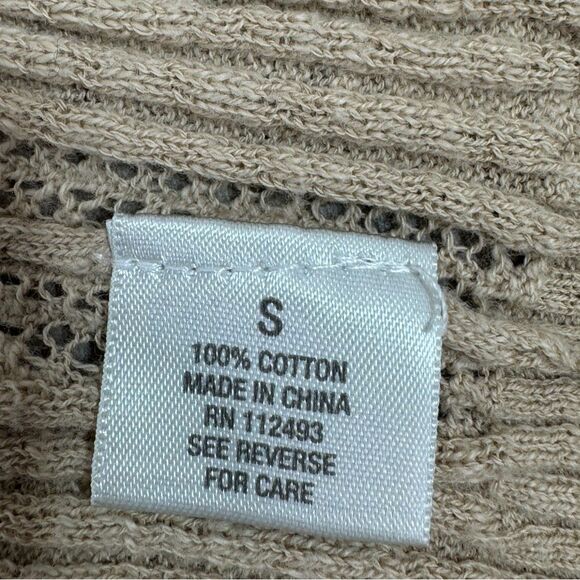 S
100% COTTON
MADE IN CHINA
RN 112493
SEE REVERSE
FOR CARE